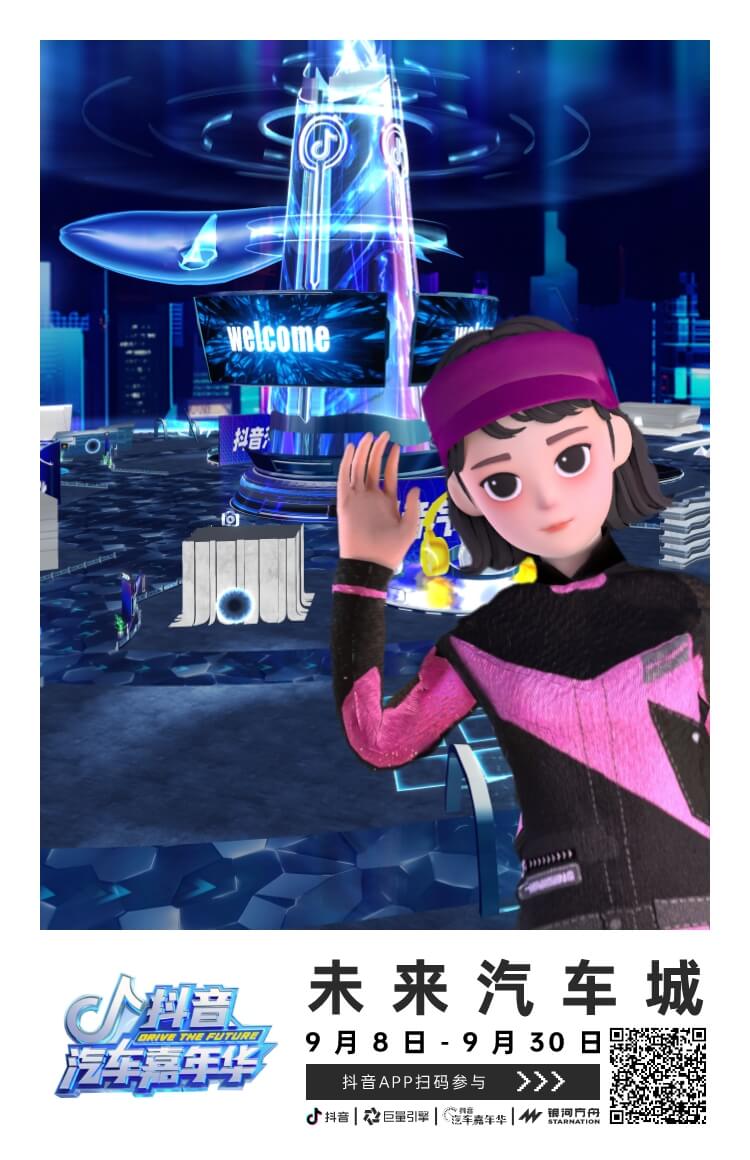 welcome
抖音
抖音
DRIVE THE FUTURE
汽车嘉年华
未来汽车城
9月8日-9月30日
抖音APP扫码参与
抖音 | 巨量引擎 | 抖音汽车嘉年华 | 银河方舟 STARNATION